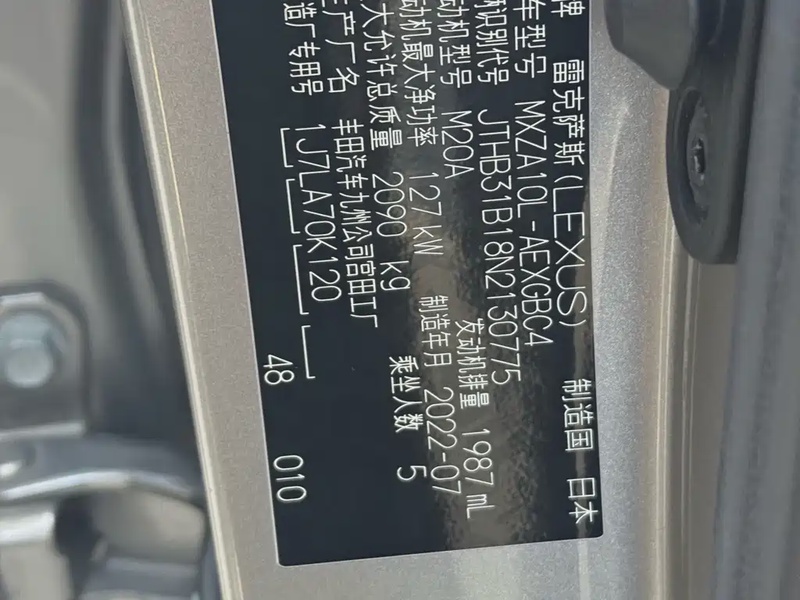 牌 雷克萨斯(LEXUS) 制造国 日本
车型号 MXZA10L-AEXGBC4
辆识别代号 JTHB31B18N2130775
动机型号 M20A 发动机排量 1987 mL
动机最大净功率 127 kW 制造年月 2022-07
大允许总质量 2090 kg 乘坐人数 5
生产厂名 丰田汽车九州公司宫田工厂
造厂专用号 1J7LA70K120
48 010